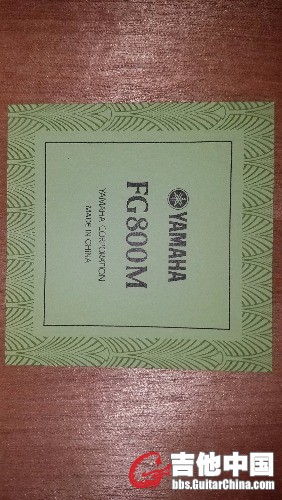 YAMAHA
FG800M
YAMAHA CORPORATION
MADE IN CHINA
吉他中国
bbs.GuitarChina.com